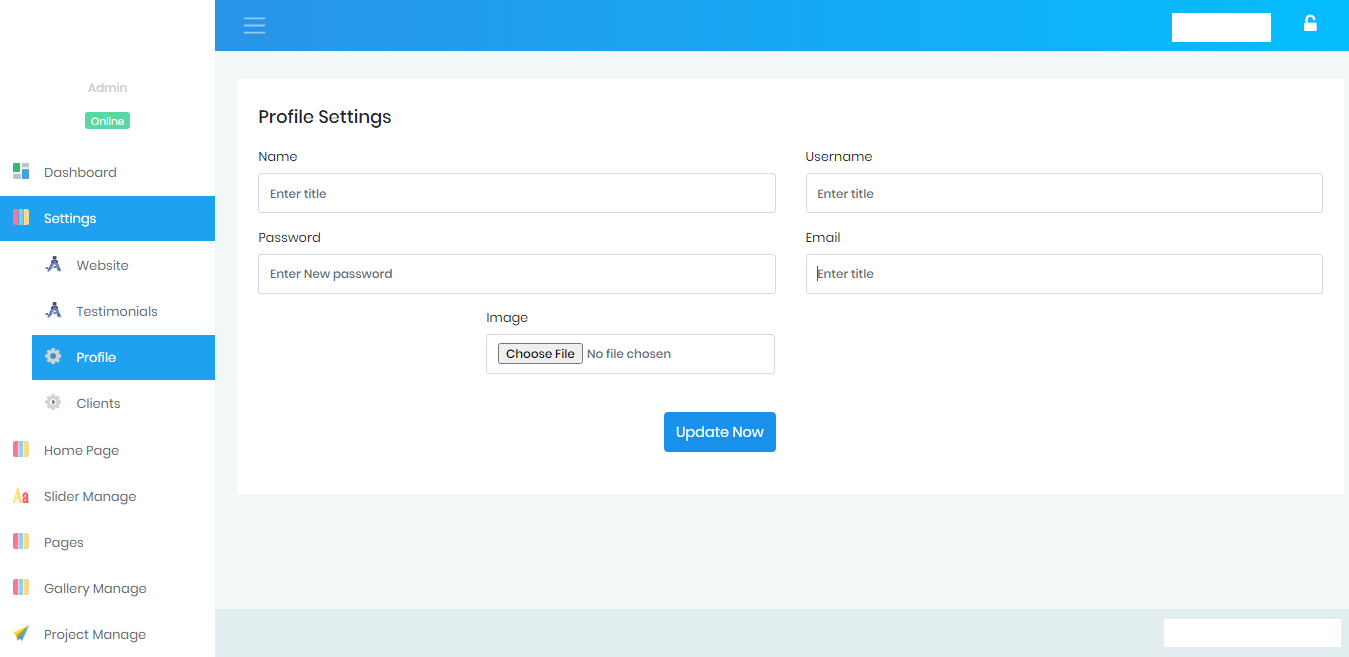 Admin
Online
Dashboard
Settings
Website
Testimonials
Profile
Clients
Home Page
Slider Manage
Pages
Gallery Manage
Project Manage
Profile Settings
Name
Username
Enter title
Enter title
Password
Email
Enter New password
Enter title
Image
Choose File No file chosen
Update Now